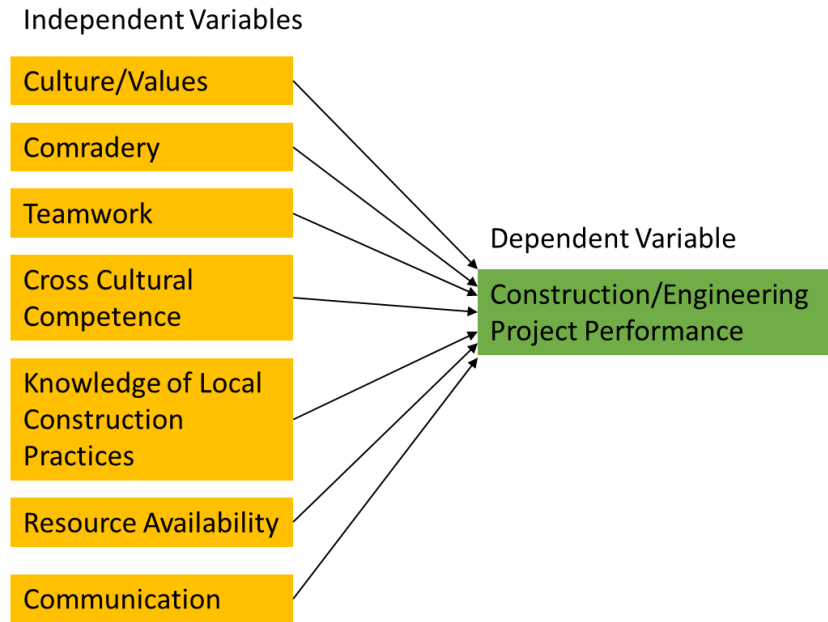 Independent Variables
Culture/Values
Comradery
Teamwork
Cross Cultural
Competence
Knowledge of Local
Construction
Practices
Resource Availability
Communication
Dependent Variable
Construction/Engineering
Project Performance